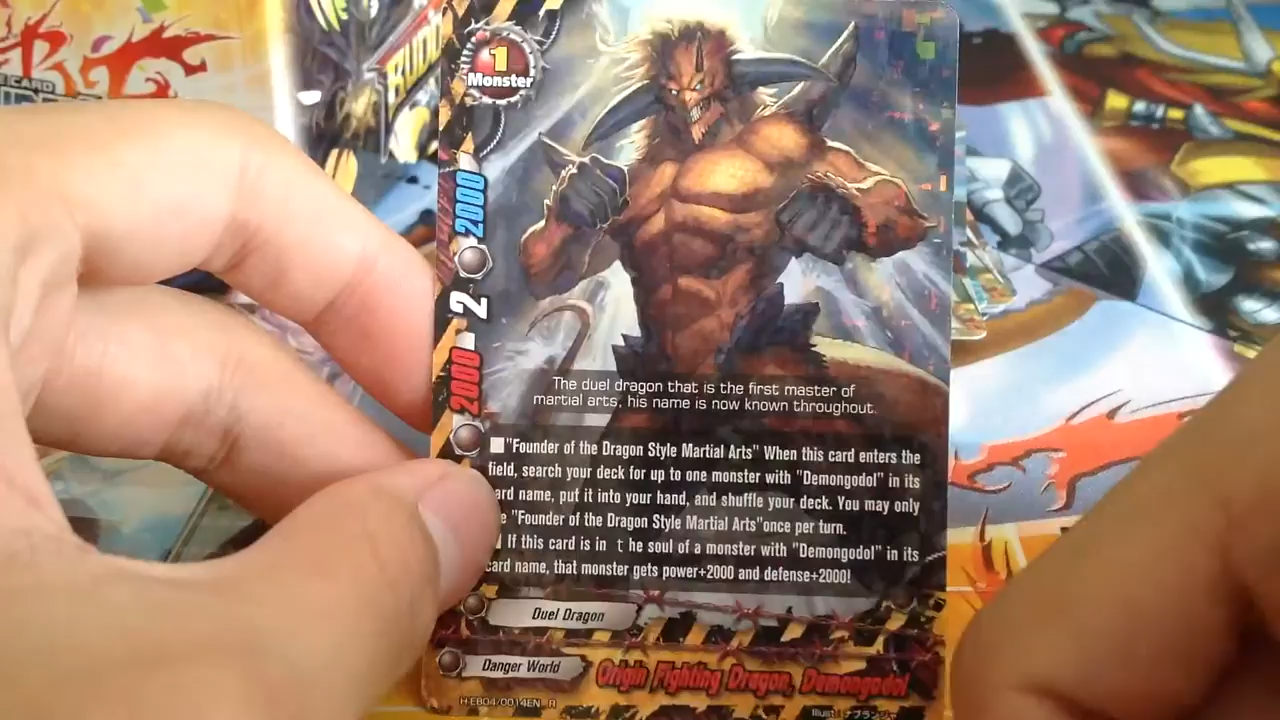 CARD
BUDD
1
Monster
2000
2
2000
The duel dragon that is the first master of
martial arts, his name is now known throughout.
"Founder of the Dragon Style Martial Arts" When this card enters the
field, search your deck for up to one monster with "Demongodol" in its
ard name, put it into your hand, and shuffle your deck. You may only
e "Founder of the Dragon Style Martial Arts"once per turn.
If this card is in t he soul of a monster with "Demongodol" in its
card name, that monster gets power+2000 and defense+2000!
Duel Dragon
Danger World
Origin Fighting Dragon, Demongodol
H-EB04/0014EN R
Illust. ナブランジャ